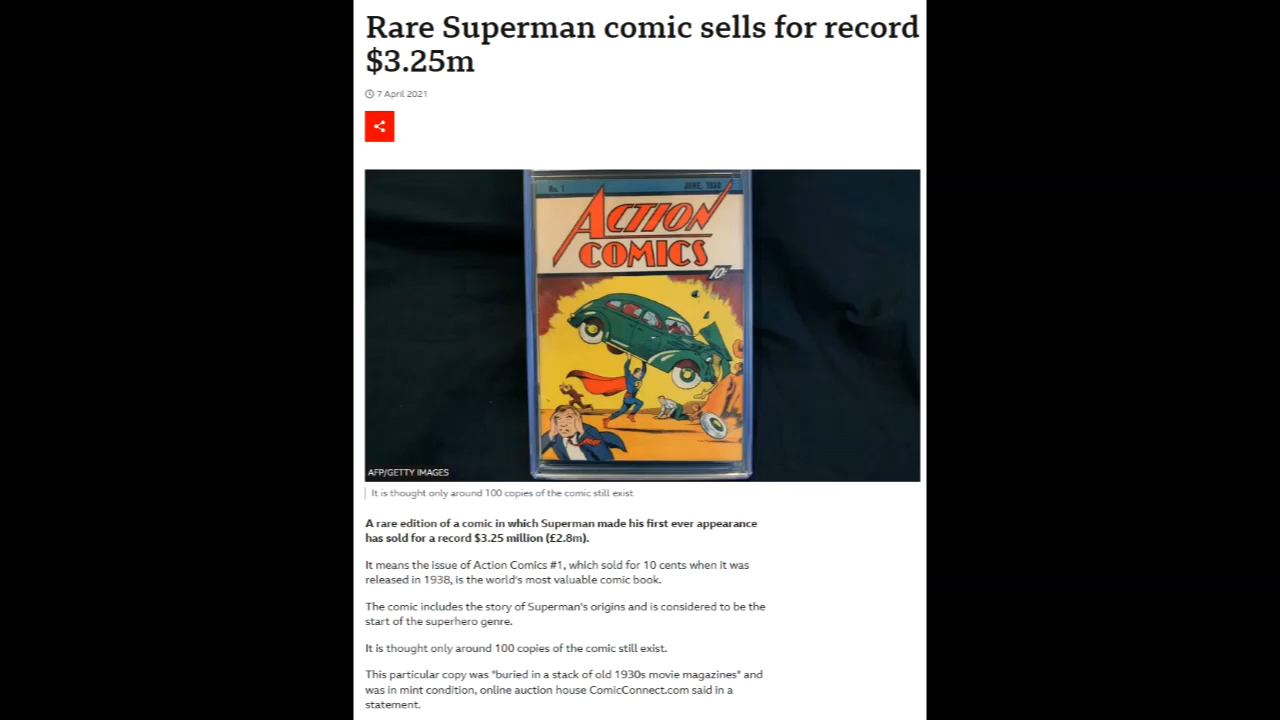 Rare Superman comic sells for record
$3.25m
7 April 2021
No. 1
JUNE, 1938
ACTION
COMICS
10¢
AFP/GETTY IMAGES
It is thought only around 100 copies of the comic still exist
A rare edition of a comic in which Superman made his first ever appearance
has sold for a record $3.25 million (£2.8m).
It means the issue of Action Comics #1, which sold for 10 cents when it was
released in 1938, is the world's most valuable comic book.
The comic includes the story of Superman's origins and is considered to be the
start of the superhero genre.
It is thought only around 100 copies of the comic still exist.
This particular copy was "buried in a stack of old 1930s movie magazines" and
was in mint condition, online auction house ComicConnect.com said in a
statement.